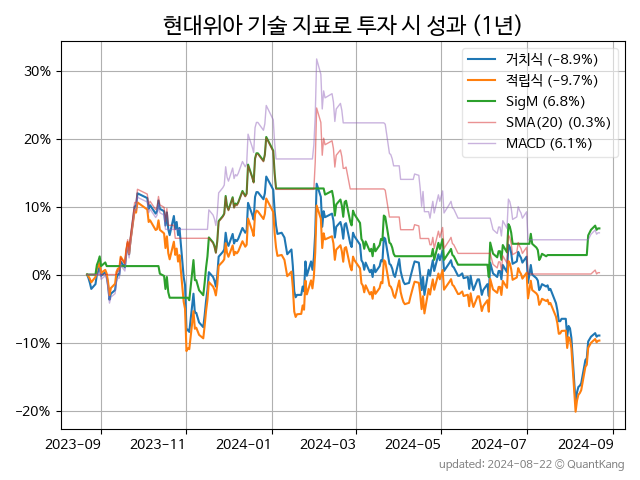 현대위아 기술 지표로 투자 시 성과 (1년)
거치식 (-8.9%)
적립식 (-9.7%)
SigM (6.8%)
SMA(20) (0.3%)
MACD (6.1%)
30%
20%
10%
0%
-10%
-20%
2023-09 2023-11 2024-01 2024-03 2024-05 2024-07 2024-09
updated: 2024-08-22 © QuantKang